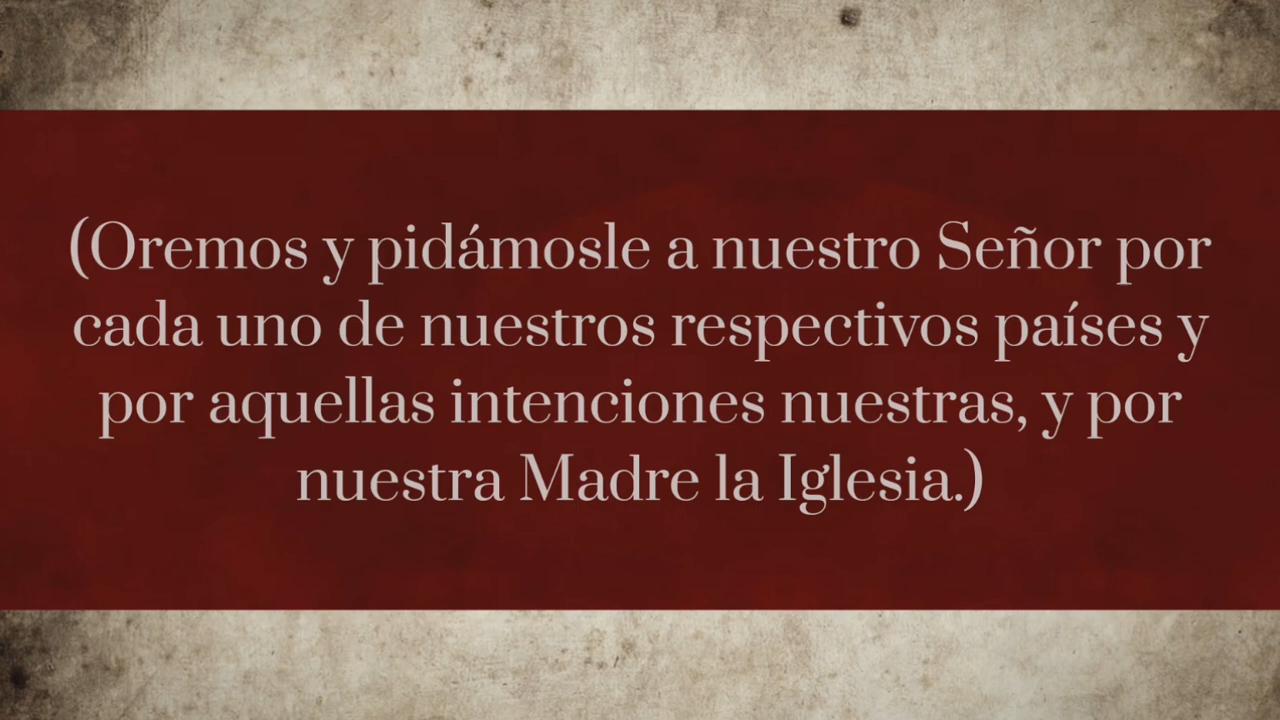 (Oremos y pidámosle a nuestro Señor por
cada uno de nuestros respectivos países y
por aquellas intenciones nuestras, y por
nuestra Madre la Iglesia.)